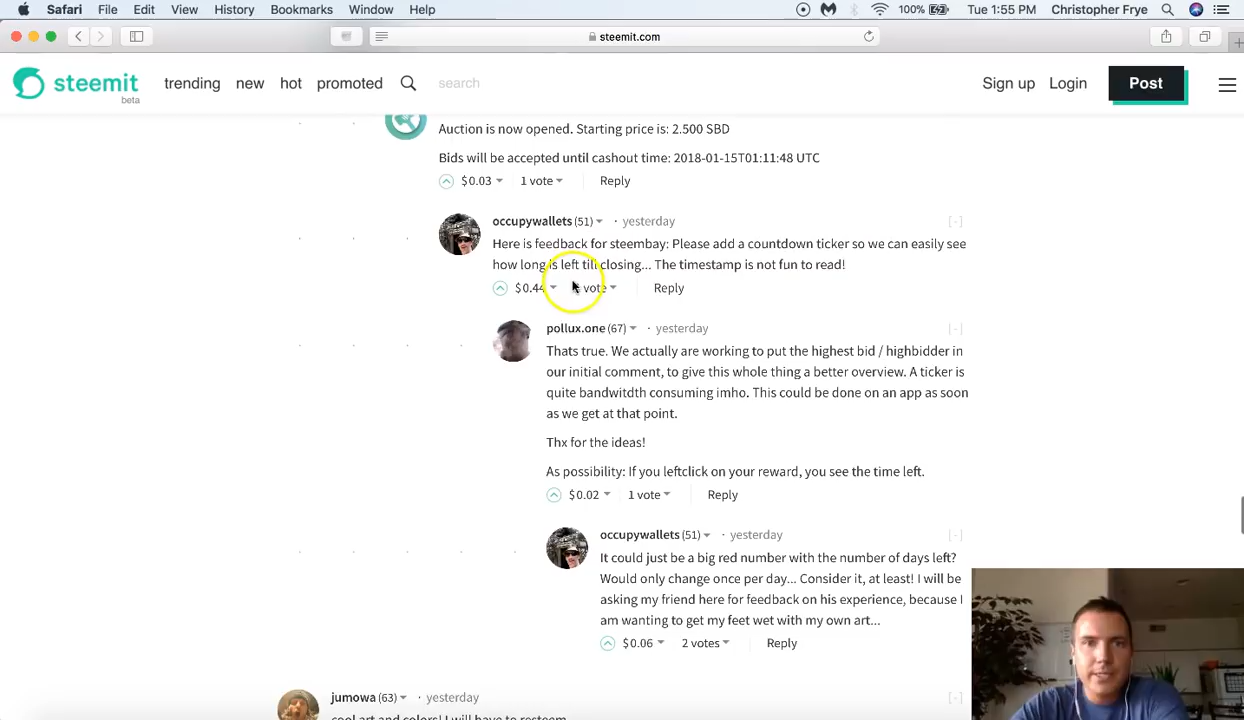 Safari File Edit View History Bookmarks Window Help 100% Tue 1:55 PM Christopher Frye
steemit.com
steemit beta trending new hot promoted search Sign up Login Post
Auction is now opened. Starting price is: 2.500 SBD
Bids will be accepted until cashout time: 2018-01-15T01:11:48 UTC
$0.03 1 vote Reply
occupywallets (51) · yesterday [-]
Here is feedback for steembay: Please add a countdown ticker so we can easily see
how long is left till closing... The timestamp is not fun to read!
$0.44 vote Reply
pollux.one (67) · yesterday [-]
Thats true. We actually are working to put the highest bid / highbidder in
our initial comment, to give this whole thing a better overview. A ticker is
quite bandwitdth consuming imho. This could be done on an app as soon
as we get at that point.
Thx for the ideas!
As possibility: If you leftclick on your reward, you see the time left.
$0.02 1 vote Reply
occupywallets (51) · yesterday [-]
It could just be a big red number with the number of days left?
Would only change once per day... Consider it, at least! I will be
asking my friend here for feedback on his experience, because I
am wanting to get my feet wet with my own art...
$0.06 2 votes Reply
jumowa (63) · yesterday [-]
cool art and colors! I will have to resteem